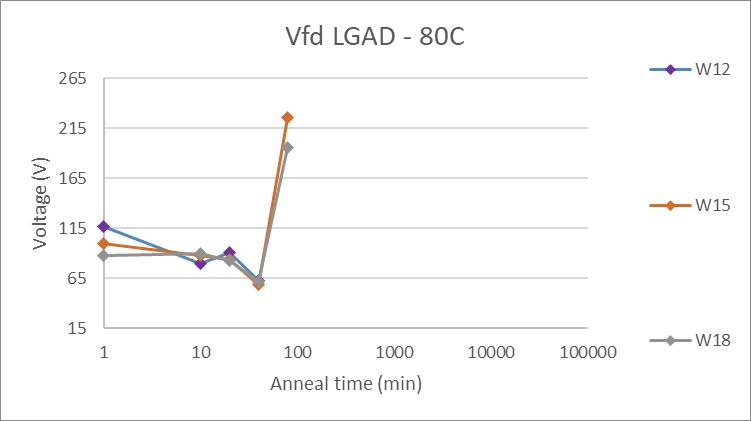 Vfd LGAD - 80C
265
215
165
115
65
15
Voltage (V)
1 10 100 1000 10000 100000
Anneal time (min)
W12
W15
W18